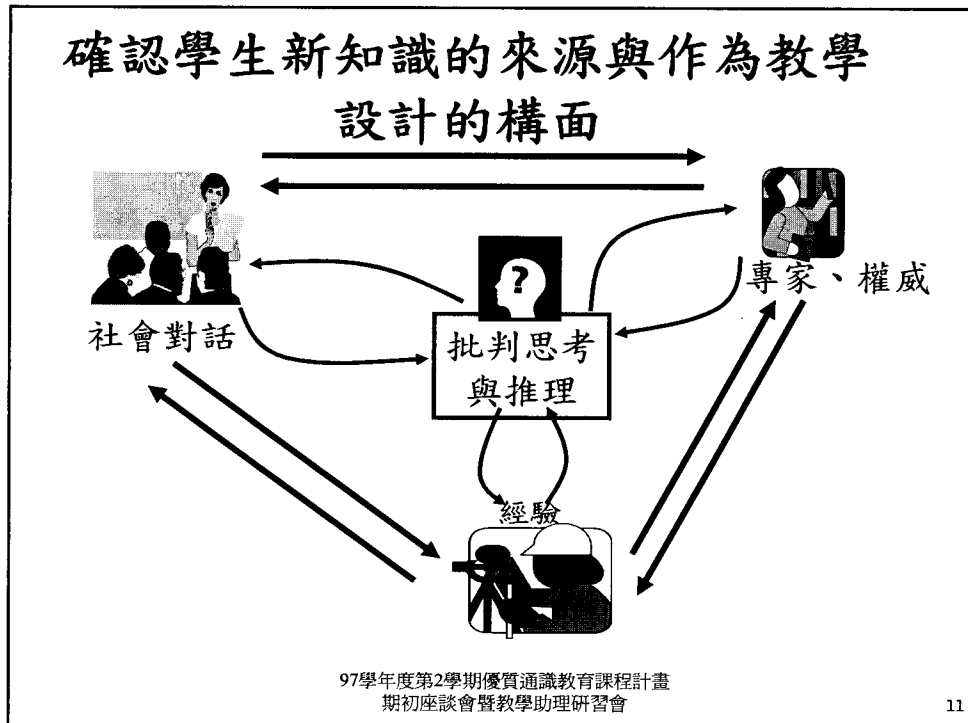 確認學生新知識的來源與作為教學
設計的構面
?
專家、權威
社會對話
批判思考
與推理
經驗
97學年度第2學期優質通識教育課程計畫
期初座談會暨教學助理研習會
11